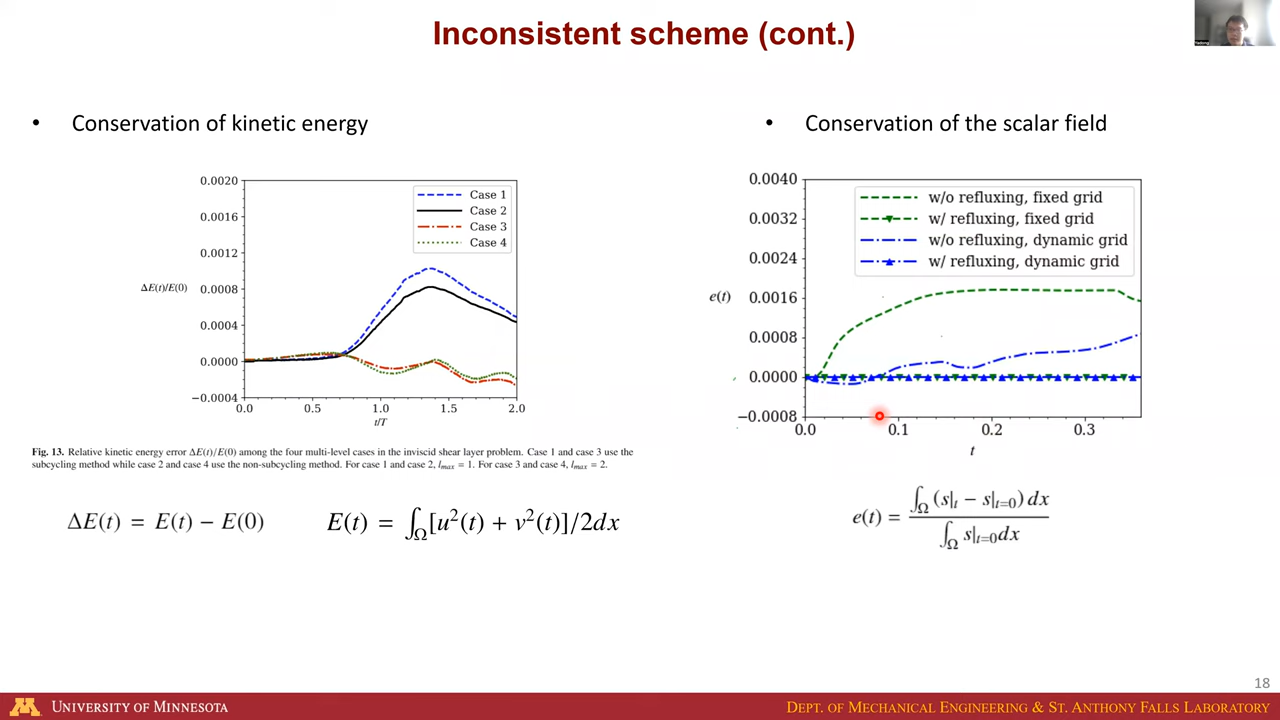 Inconsistent scheme (cont.)
• Conservation of kinetic energy
0.0020
0.0016
0.0012
0.0008
0.0004
0.0000
−0.0004
ΔE(t)/E(0)
Case 1
Case 2
Case 3
Case 4
0.0 0.5 1.0 1.5 2.0
t/T
Fig. 13. Relative kinetic energy error ΔE(t)/E(0) among the four multi-level cases in the inviscid shear layer problem. Case 1 and case 3 use the
subcycling method while case 2 and case 4 use the non-subcycling method. For case 1 and case 2, l_max = 1. For case 3 and case 4, l_max = 2.
ΔE(t) = E(t) − E(0) E(t) = ∫_Ω[u²(t) + v²(t)]/2dx
• Conservation of the scalar field
0.0040
0.0032
0.0024
0.0016
0.0008
0.0000
−0.0008
e(t)
w/o refluxing, fixed grid
w/ refluxing, fixed grid
w/o refluxing, dynamic grid
w/ refluxing, dynamic grid
0.0 0.1 0.2 0.3
t
e(t) = ∫_Ω (s|_t − s|_{t=0}) dx / ∫_Ω s|_{t=0}dx
18
M UNIVERSITY OF MINNESOTA
DEPT. OF MECHANICAL ENGINEERING & ST. ANTHONY FALLS LABORATORY